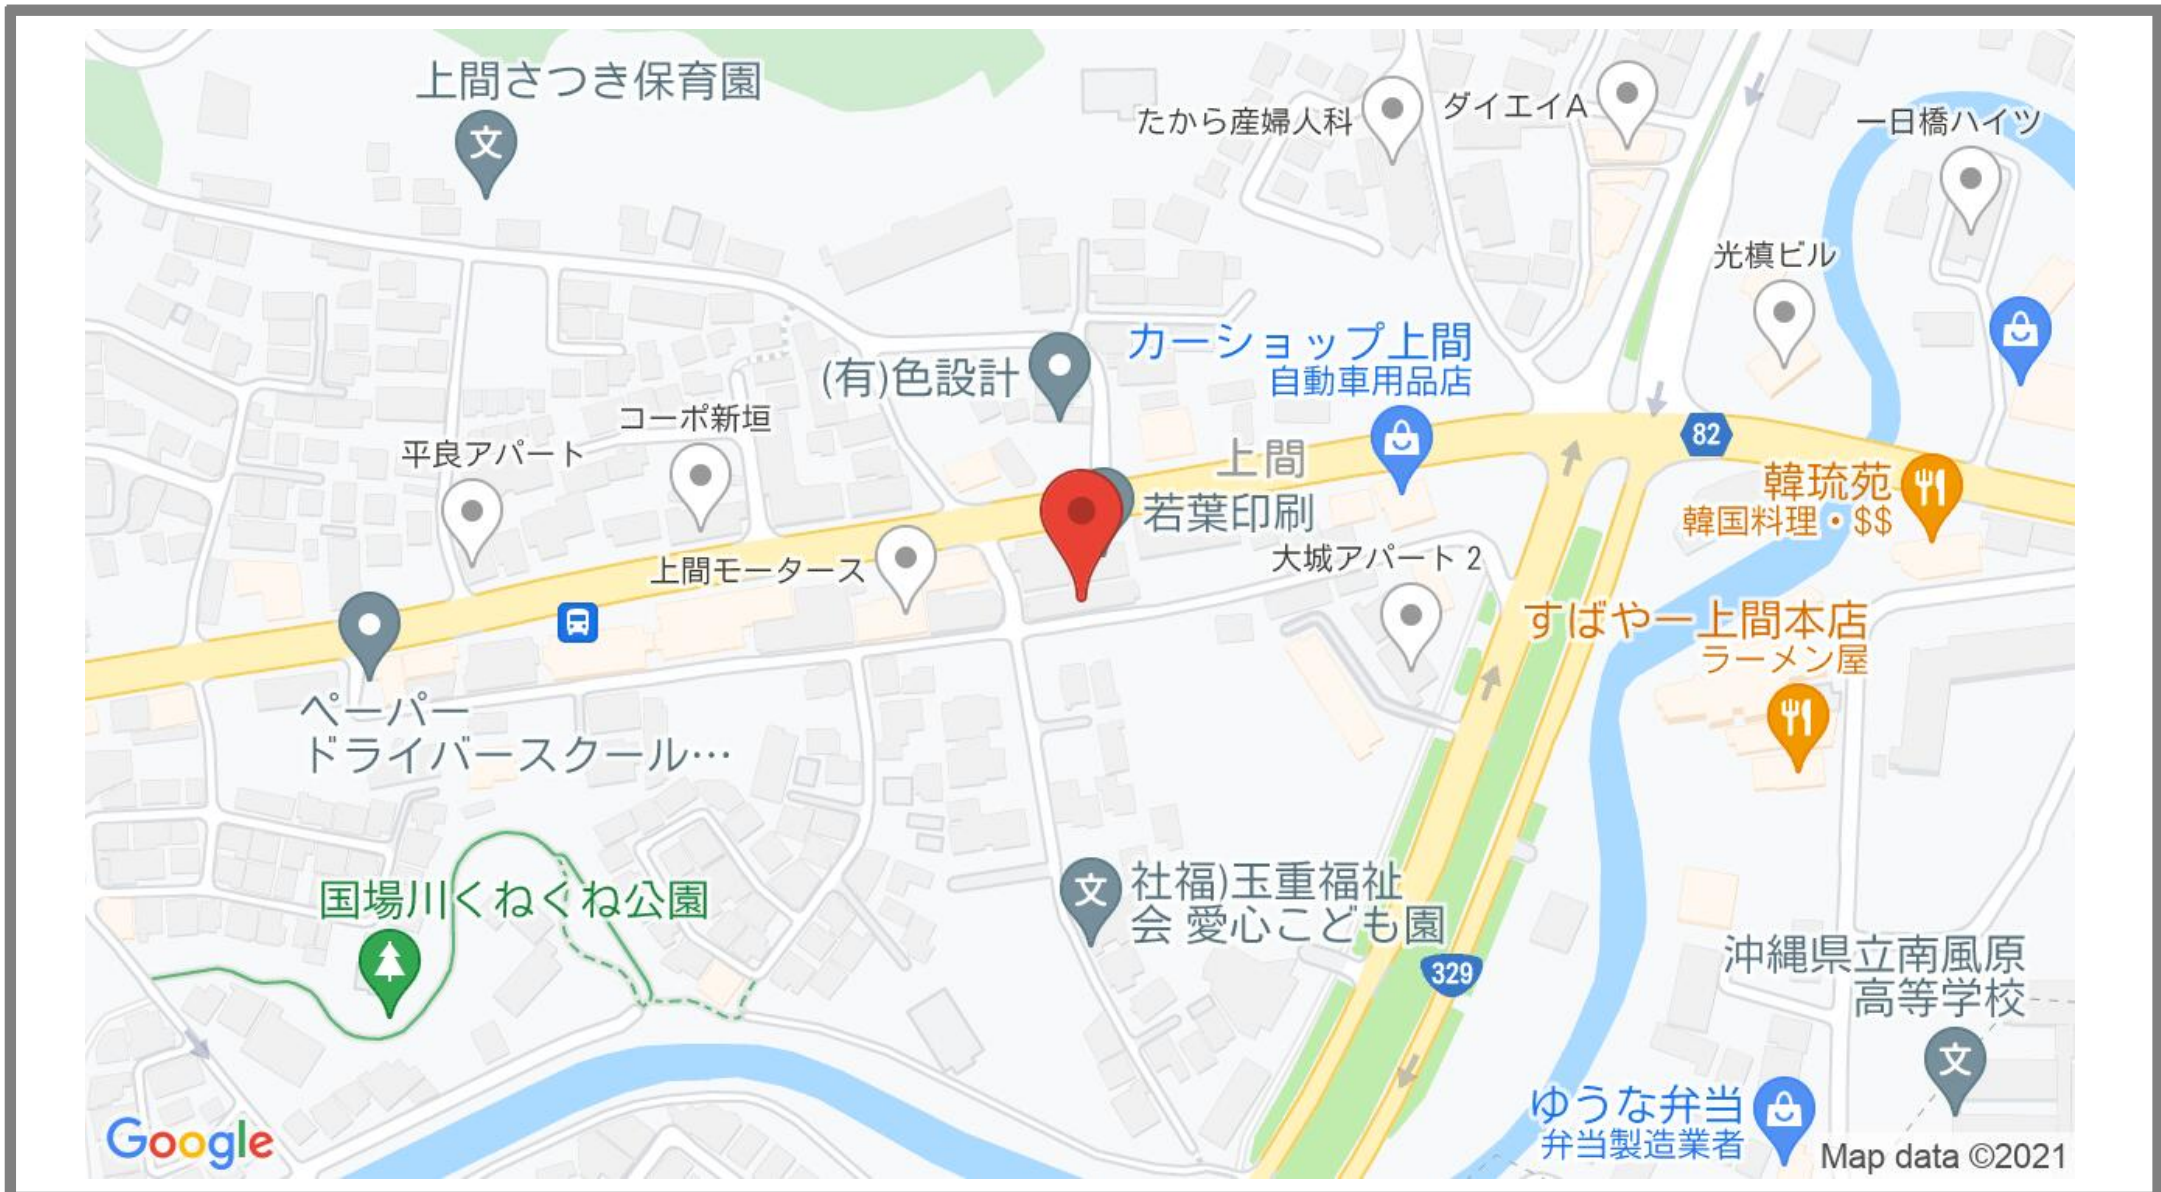 上間さつき保育園
文
たから産婦人科
ダイエイA
一日橋ハイツ
光槙ビル
カーショップ上間
自動車用品店
(有)色設計
コーポ新垣
平良アパート
82
上間
若葉印刷
韓琉苑
韓国料理・$$
上間モータース
大城アパート 2
すばやー上間本店
ラーメン屋
ペーパー
ドライバースクール…
国場川くねくね公園
文
社福)玉重福祉
会 愛心こども園
329
沖縄県立南風原
高等学校
文
ゆうな弁当
弁当製造業者
Google
Map data ©2021